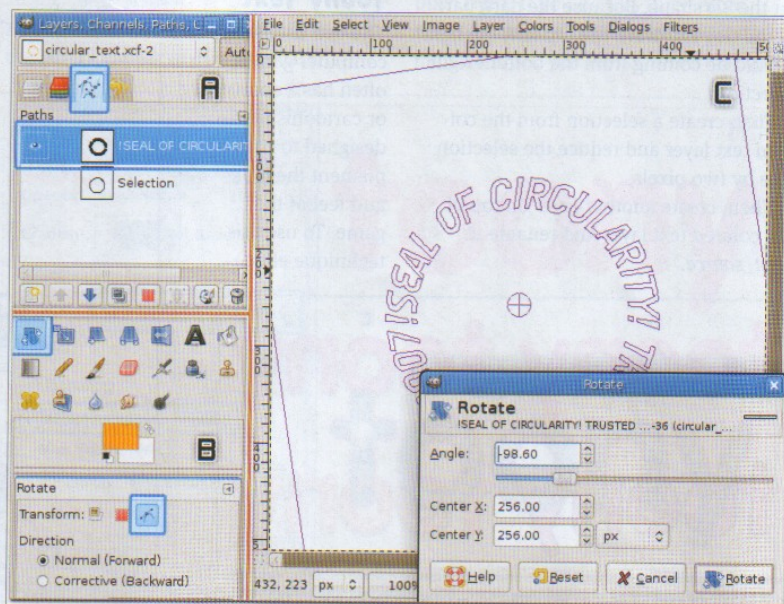 Layers, Channels, Paths,
circular_text.xcf-2
Auto
A
Paths
!SEAL OF CIRCULARIT
Selection
B
Rotate
Transform:
Direction
Normal (Forward)
Corrective (Backward)
File Edit Select View Image Layer Colors Tools Dialogs Filters
0 100 200 300 400
C
!SEAL OF CIRCULARITY!
432, 223 px 100%
Rotate
Rotate
!SEAL OF CIRCULARITY! TRUSTED ...-36 (circular_...
Angle: -98.60
Center X: 256.00
Center Y: 256.00 px
Help Reset Cancel Rotate